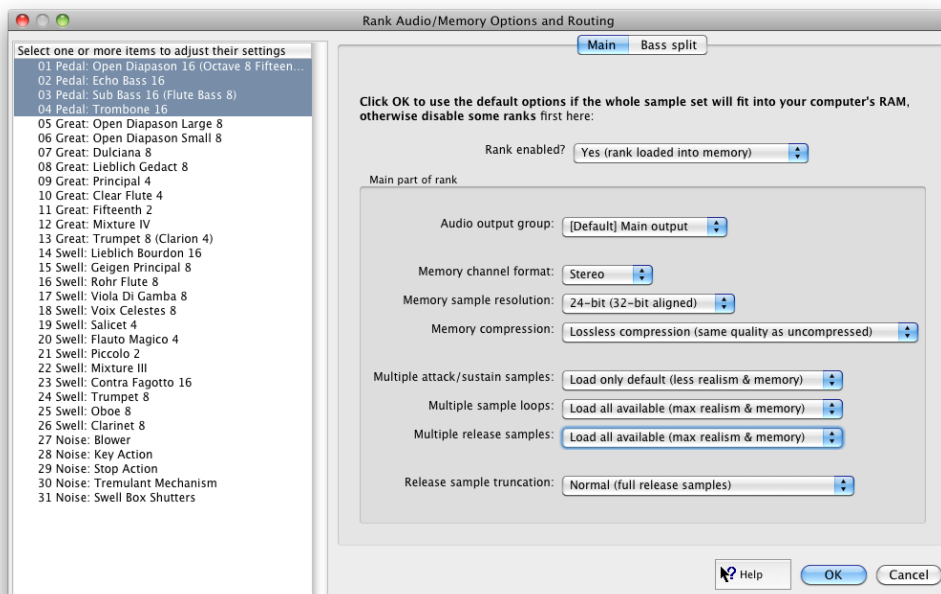 Rank Audio/Memory Options and Routing
Select one or more items to adjust their settings
01 Pedal: Open Diapason 16 (Octave 8 Fifteen...
02 Pedal: Echo Bass 16
03 Pedal: Sub Bass 16 (Flute Bass 8)
04 Pedal: Trombone 16
05 Great: Open Diapason Large 8
06 Great: Open Diapason Small 8
07 Great: Dulciana 8
08 Great: Lieblich Gedact 8
09 Great: Principal 4
10 Great: Clear Flute 4
11 Great: Fifteenth 2
12 Great: Mixture IV
13 Great: Trumpet 8 (Clarion 4)
14 Swell: Lieblich Bourdon 16
15 Swell: Geigen Principal 8
16 Swell: Rohr Flute 8
17 Swell: Viola Di Gamba 8
18 Swell: Voix Celestes 8
19 Swell: Salicet 4
20 Swell: Flauto Magico 4
21 Swell: Piccolo 2
22 Swell: Mixture III
23 Swell: Contra Fagotto 16
24 Swell: Trumpet 8
25 Swell: Oboe 8
26 Swell: Clarinet 8
27 Noise: Blower
28 Noise: Key Action
29 Noise: Stop Action
30 Noise: Tremulant Mechanism
31 Noise: Swell Box Shutters
Main Bass split
Click OK to use the default options if the whole sample set will fit into your computer's RAM,
otherwise disable some ranks first here:
Rank enabled? Yes (rank loaded into memory)
Main part of rank
Audio output group: [Default] Main output
Memory channel format: Stereo
Memory sample resolution: 24-bit (32-bit aligned)
Memory compression: Lossless compression (same quality as uncompressed)
Multiple attack/sustain samples: Load only default (less realism & memory)
Multiple sample loops: Load all available (max realism & memory)
Multiple release samples: Load all available (max realism & memory)
Release sample truncation: Normal (full release samples)
Help OK Cancel